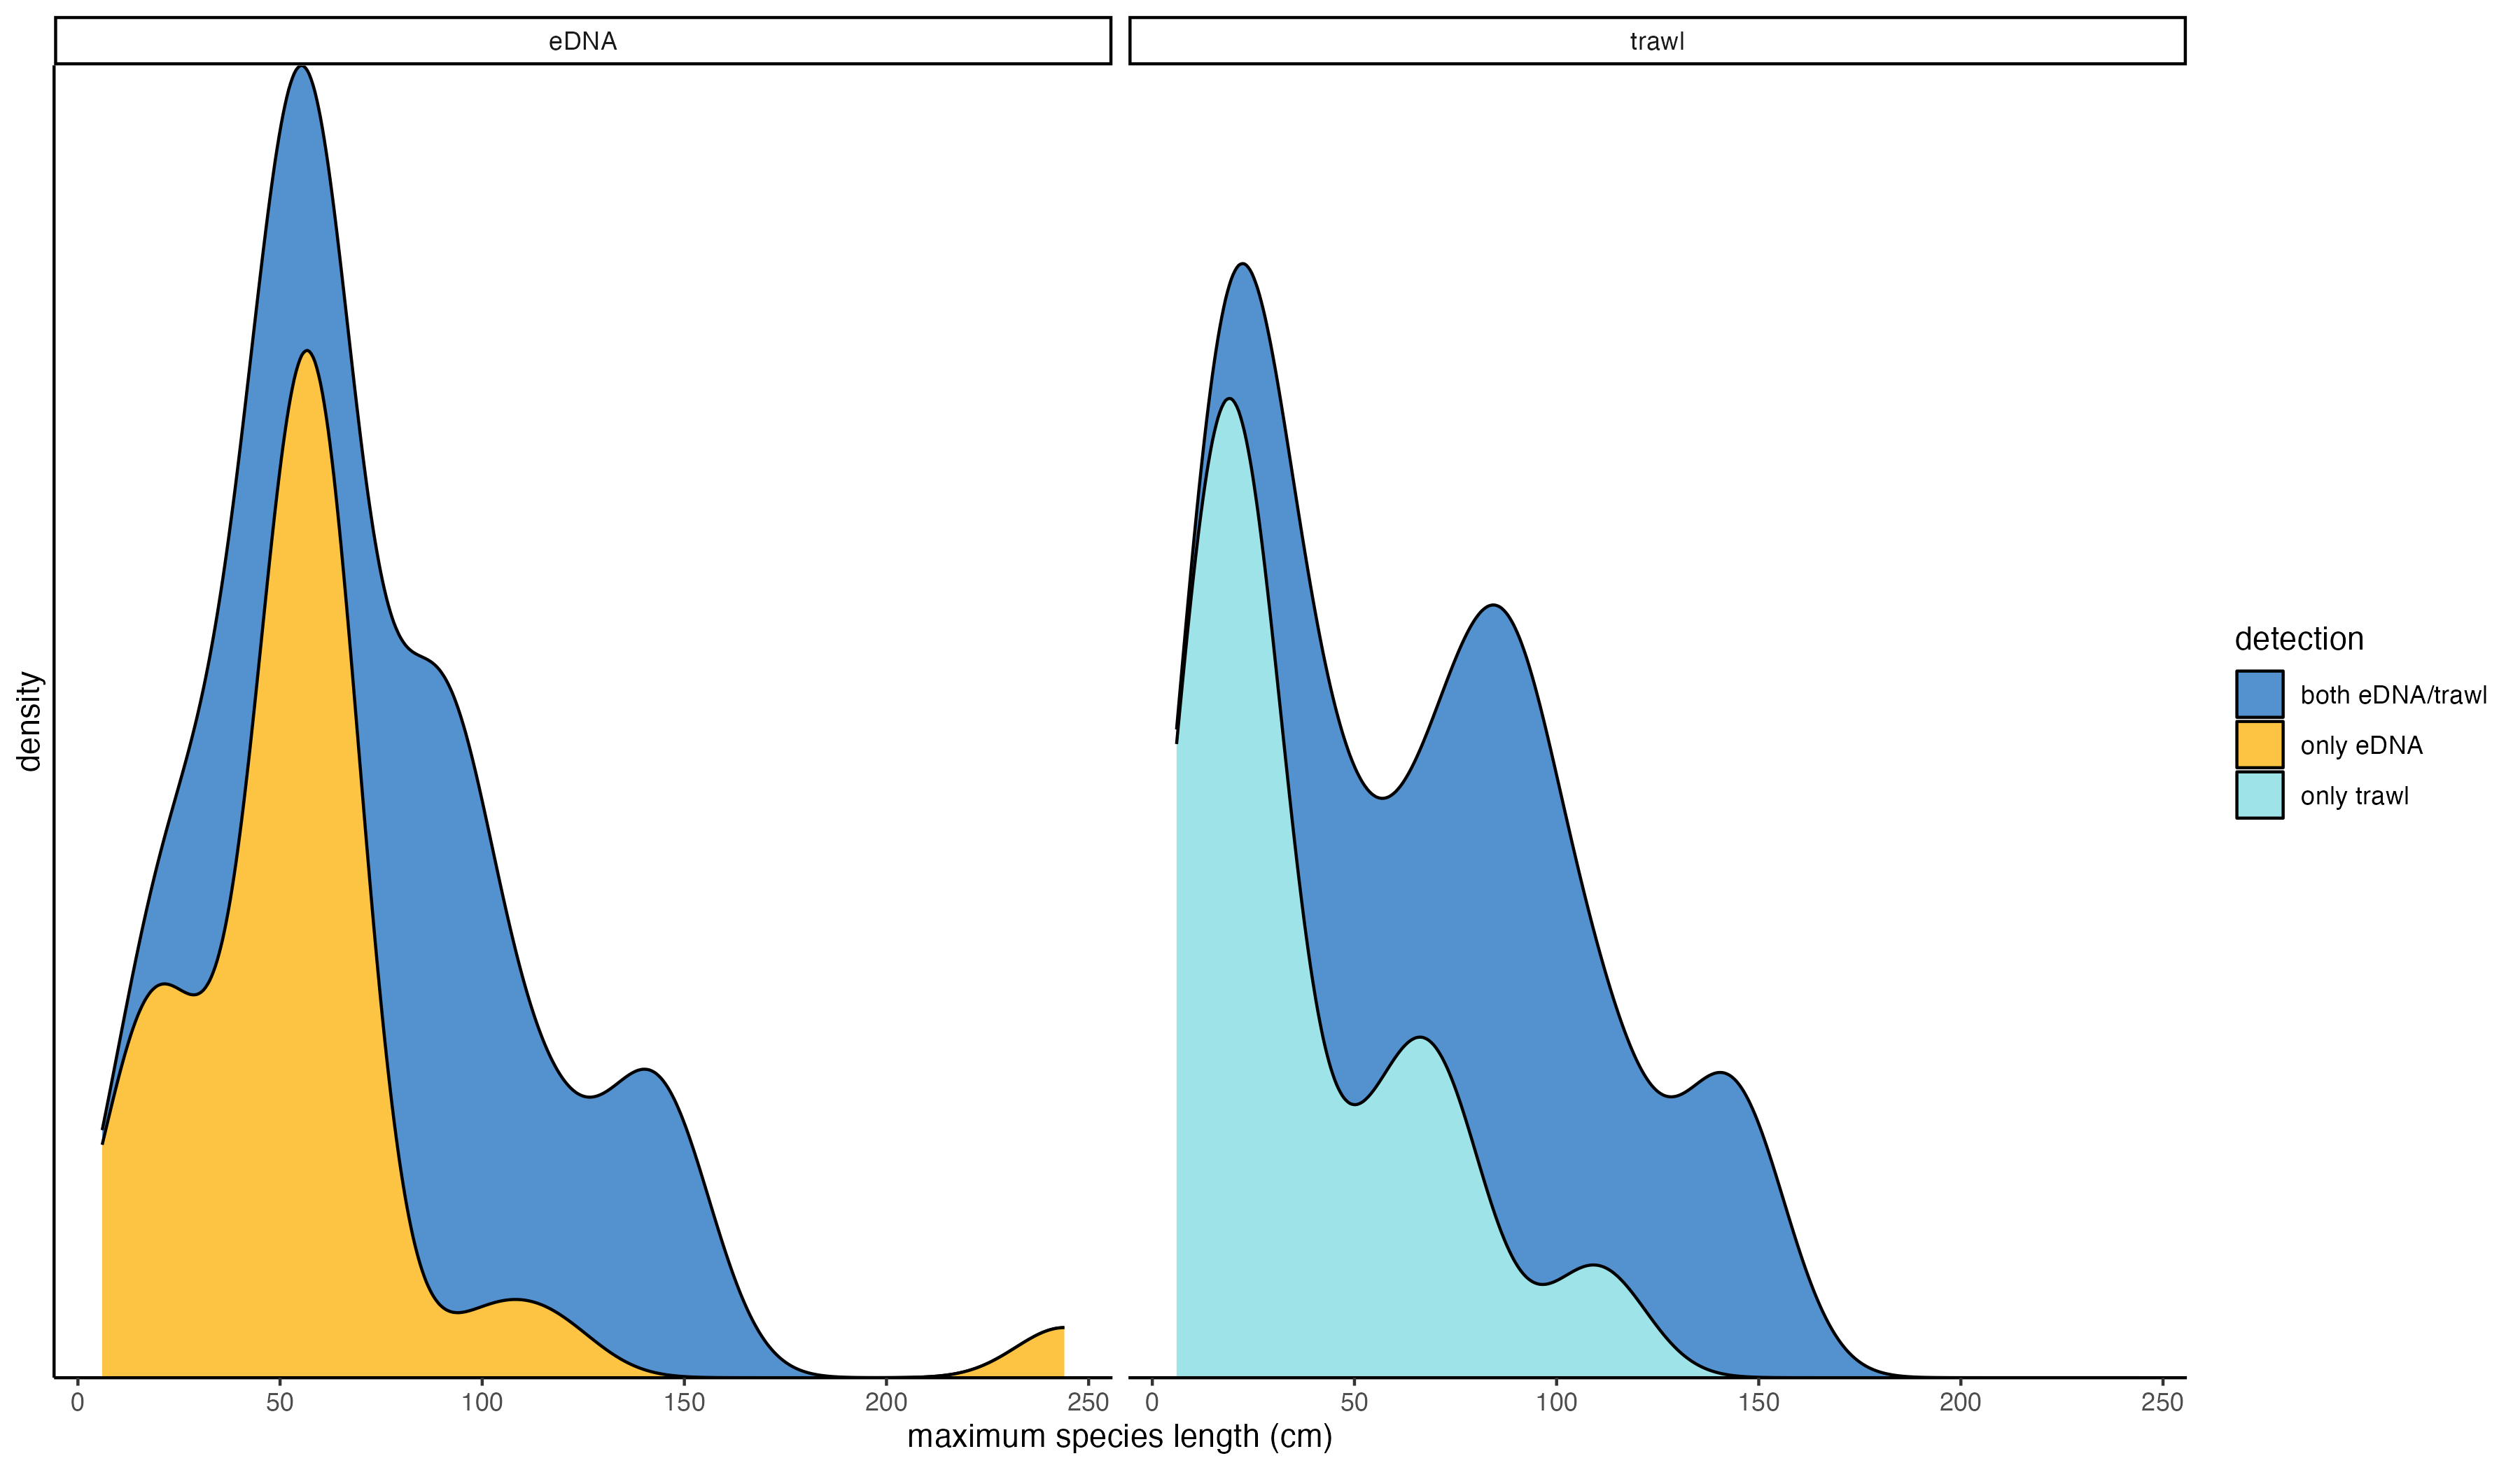 eDNA
trawl
density
0 50 100 150 200 250
0 50 100 150 200 250
maximum species length (cm)
detection
both eDNA/trawl
only eDNA
only trawl